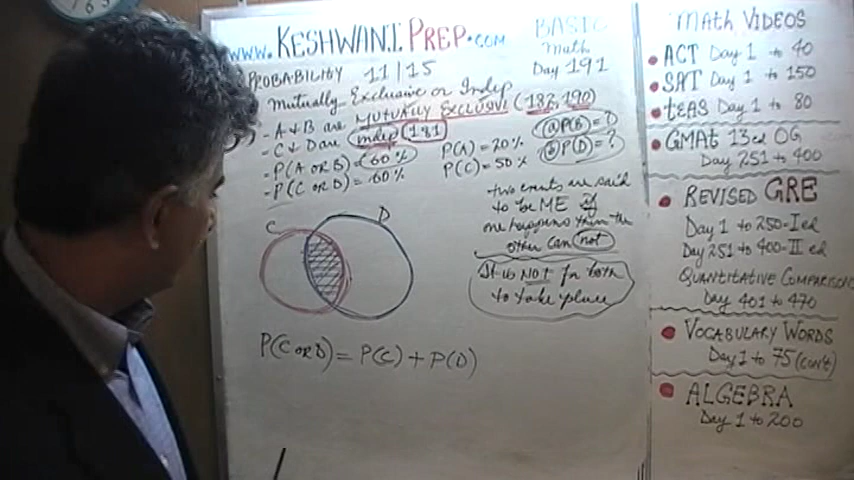 www.KESHWANIPREP.COM
BASIC
Math
Day 191
PROBABILITY 11/15
Mutually Exclusive or Indep
- A & B are MUTUALLY EXCLUSIVE (187, 190)
- C & D are indep (181)
- P(A OR B) = 60%
- P(C OR D) = 60%
P(A) = 20%
P(C) = 50%
(a) P(B) = ?
(b) P(D) = ?
two events are said
to be ME if
one happens then the
other can not
It is NOT for both
to take place
C D
P(C OR D) = P(C) + P(D)
Math VIDEOS
ACT Day 1 to 40
SAT Day 1 to 150
tEAS Day 1 to 80
GMAt 13ed OG
Day 251 to 400
REVISED GRE
Day 1 to 250-I ed
Day 251 to 400-II ed
QUANTITATIVE COMPARISON
Day 401 to 470
VOCABULARY WORDS
Day 1 to 75 (con't)
ALGEBRA
Day 1 to 200